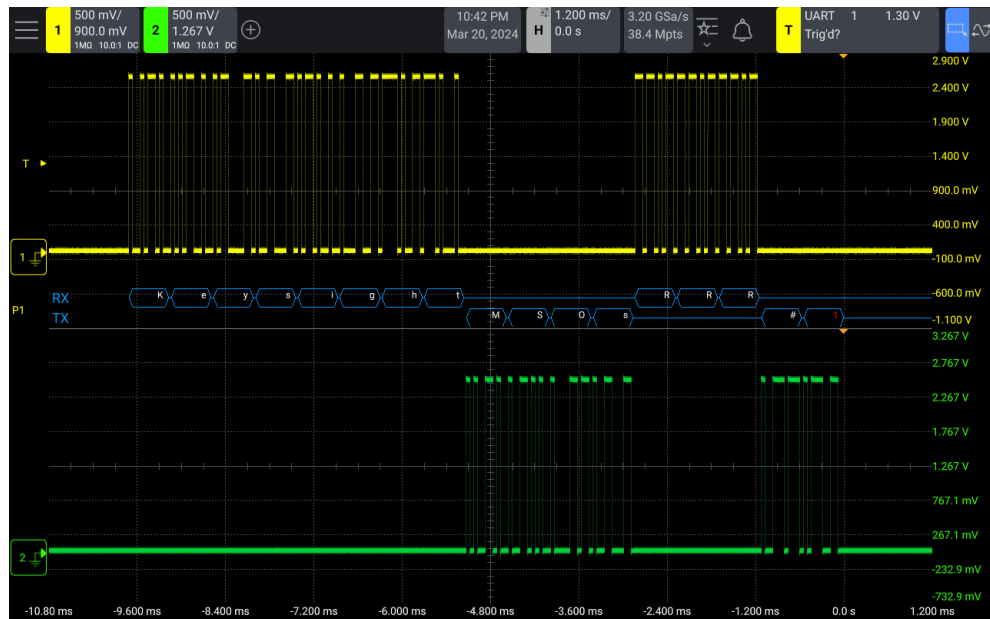 500 mV/ 500 mV/ 10:42 PM 1.200 ms/ 3.20 GSa/s UART 1 1.30 V
1 900.0 mV 2 1.267 V Mar 20, 2024 H 0.0 s 38.4 Mpts T Trig'd?
1MΩ 10.0:1 DC 1MΩ 10.0:1 DC
2.900 V
2.400 V
1.900 V
T 1.400 V
900.0 mV
400.0 mV
1 -100.0 mV
RX K e y s i g h t R R R -600.0 mV
P1
TX M S O s # 1 -1.100 V
3.267 V
2.767 V
2.267 V
1.767 V
1.267 V
767.1 mV
267.1 mV
2 -232.9 mV
-732.9 mV
-10.80 ms -9.600 ms -8.400 ms -7.200 ms -6.000 ms -4.800 ms -3.600 ms -2.400 ms -1.200 ms 0.0 s 1.200 ms